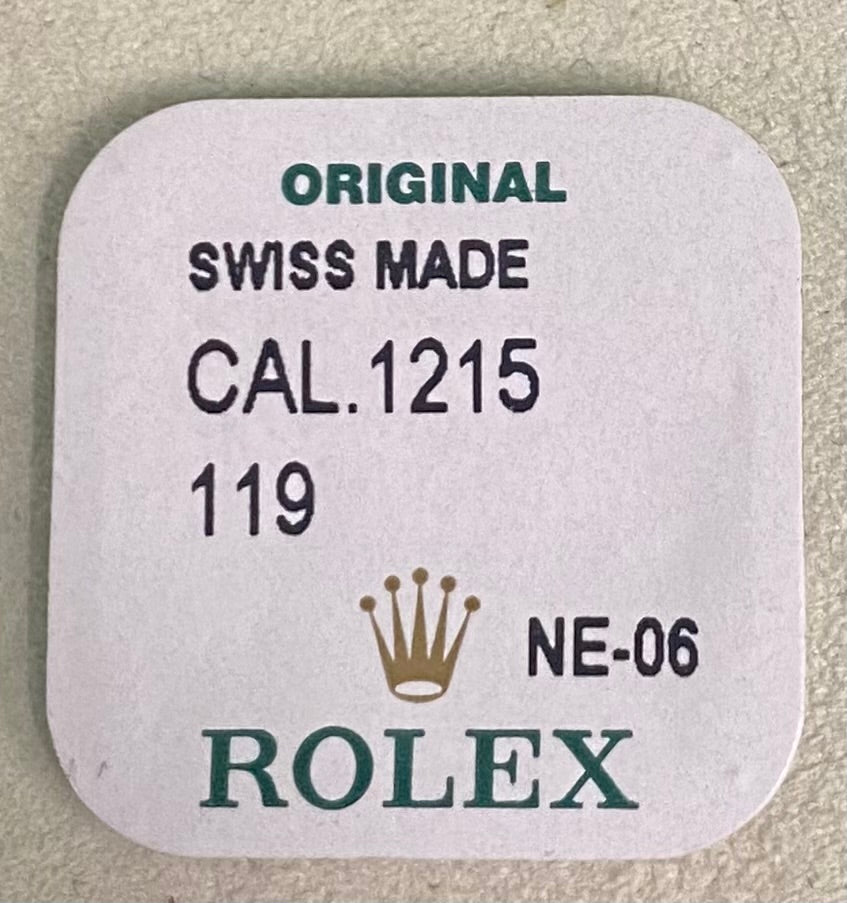 ORIGINAL
SWISS MADE
CAL.1215
119
NE-06
ROLEX